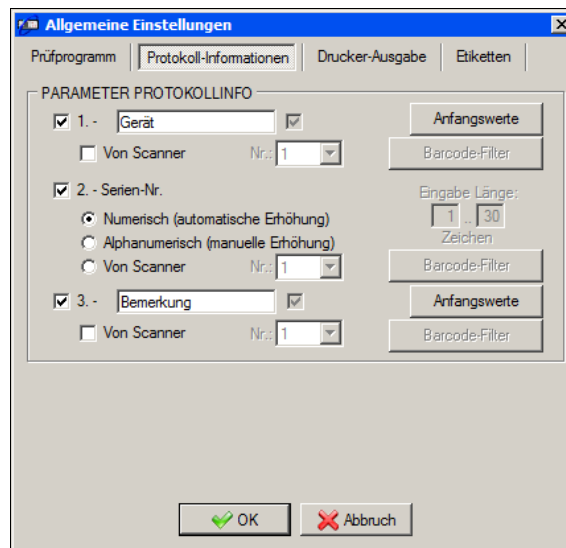 Allgemeine Einstellungen
Prüfprogramm Protokoll-Informationen Drucker-Ausgabe Etiketten
PARAMETER PROTOKOLLINFO
1. - Gerät Anfangswerte
Von Scanner Nr.: 1 Barcode-Filter
2. - Serien-Nr. Eingabe Länge:
Numerisch (automatische Erhöhung) 1 .. 30
Alphanumerisch (manuelle Erhöhung) Zeichen
Von Scanner Nr.: 1 Barcode-Filter
3. - Bemerkung Anfangswerte
Von Scanner Nr.: 1 Barcode-Filter
OK Abbruch